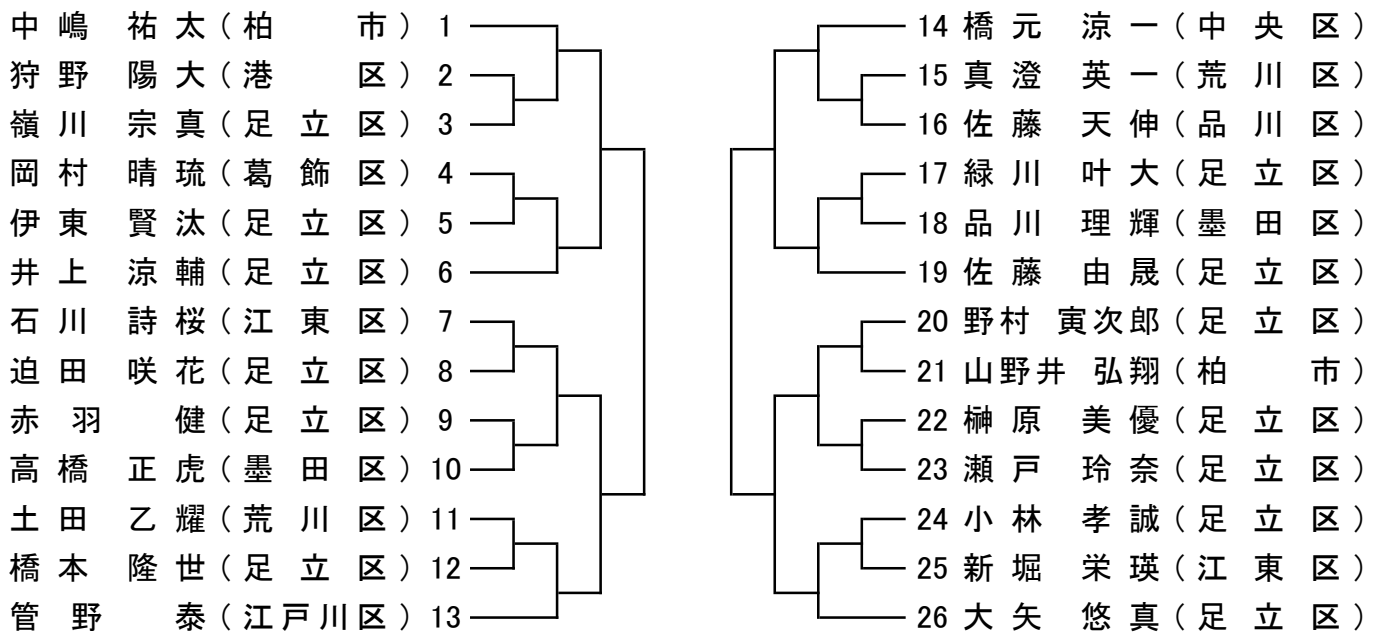 中嶋 祐太(柏市) 1
狩野 陽大(港区) 2
嶺川 宗真(足立区) 3
岡村 晴琉(葛飾区) 4
伊東 賢汰(足立区) 5
井上 涼輔(足立区) 6
石川 詩桜(江東区) 7
迫田 咲花(足立区) 8
赤羽 健(足立区) 9
高橋 正虎(墨田区) 10
土田 乙耀(荒川区) 11
橋本 隆世(足立区) 12
管野 泰(江戸川区) 13
14 橋元 涼一(中央区)
15 真澄 英一(荒川区)
16 佐藤 天伸(品川区)
17 緑川 叶大(足立区)
18 品川 理輝(墨田区)
19 佐藤 由晟(足立区)
20 野村 寅次郎(足立区)
21 山野井 弘翔(柏市)
22 榊原 美優(足立区)
23 瀬戸 玲奈(足立区)
24 小林 孝誠(足立区)
25 新堀 栄瑛(江東区)
26 大矢 悠真(足立区)